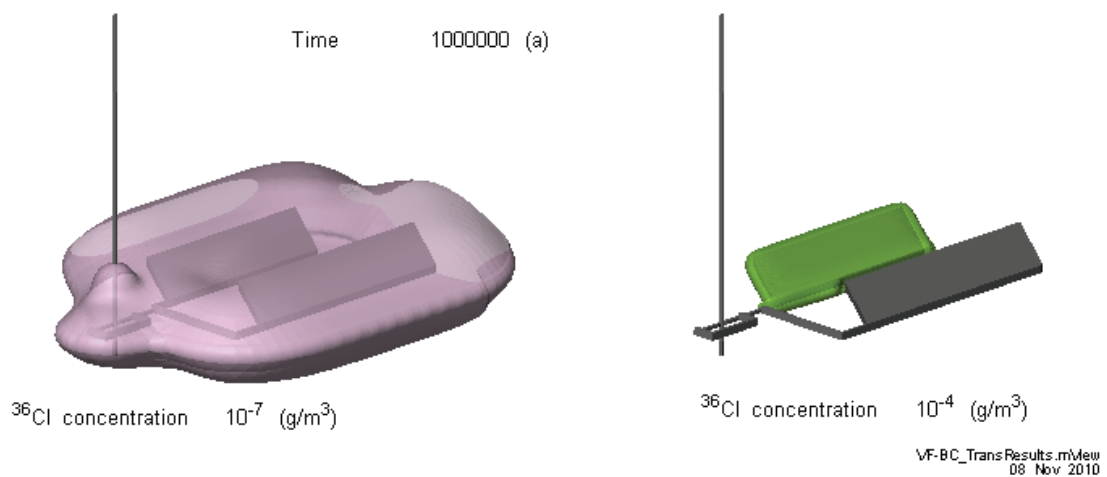 Time 1000000 (a)
36Cl concentration 10-7 (g/m3)
36Cl concentration 10-4 (g/m3)
VF-BC_TransResults.mView
08 Nov 2010